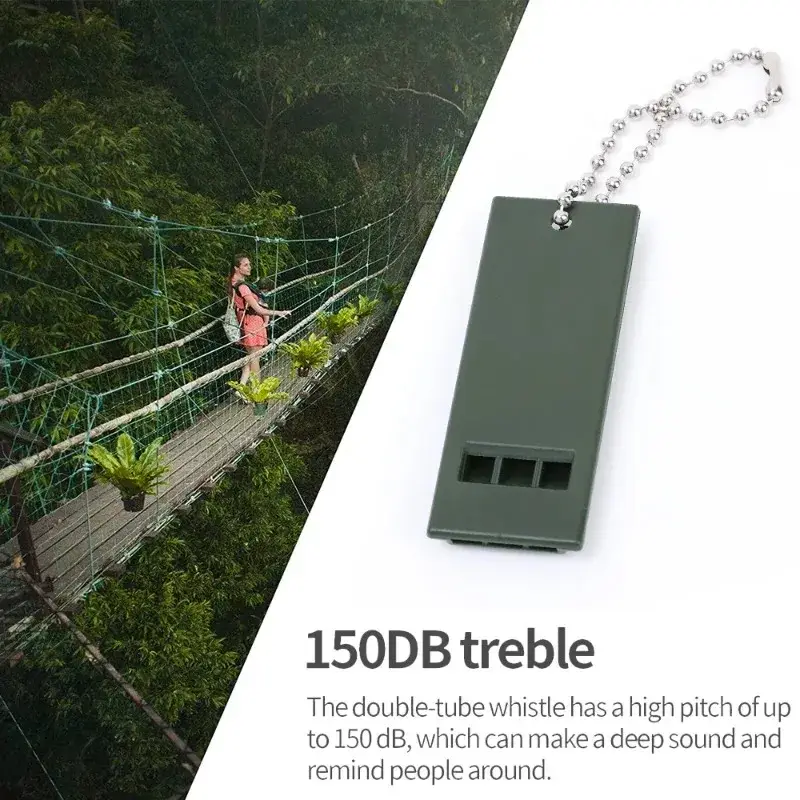 150DB treble
The double-tube whistle has a high pitch of up
to 150 dB, which can make a deep sound and
remind people around.